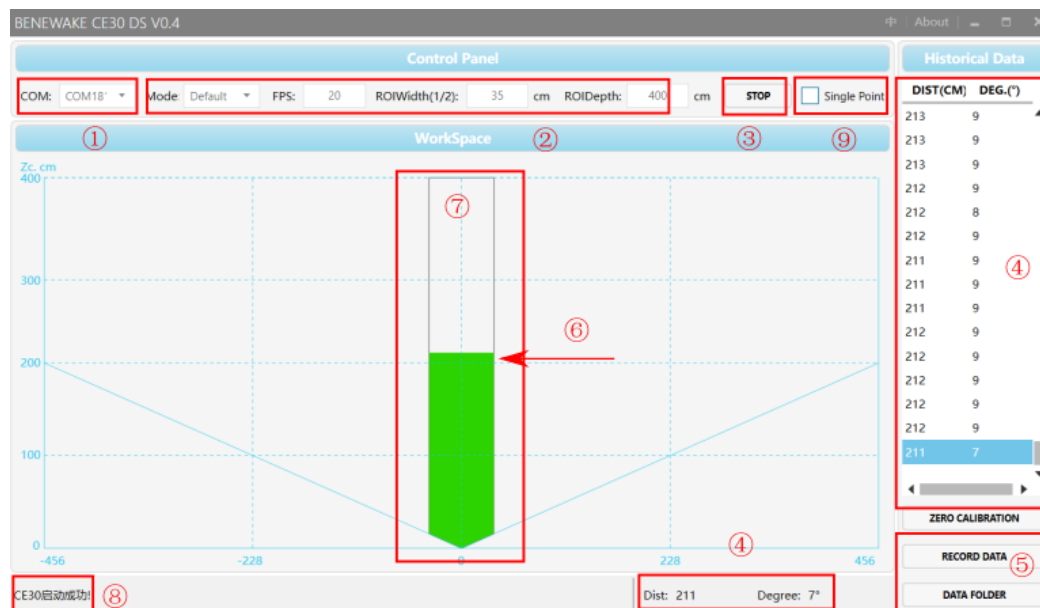 BENEWAKE CE30 DS V0.4 中 About
Control Panel
COM: COM18 Mode: Default FPS: 20 ROIWidth(1/2): 35 cm ROIDepth: 400 cm STOP Single Point
① ② ③ ⑨
WorkSpace
Zc. cm
400
⑦
300
⑥
200
100
0
-456 -228 0 228 456
④
CE30启动成功! ⑧ Dist: 211 Degree: 7°
Historical Data
DIST(CM) DEG.(°)
213 9
213 9
213 9
212 9
212 8
212 9
211 9
④
211 9
211 9
212 9
212 9
212 9
212 9
212 9
211 7
ZERO CALIBRATION
RECORD DATA
⑤
DATA FOLDER